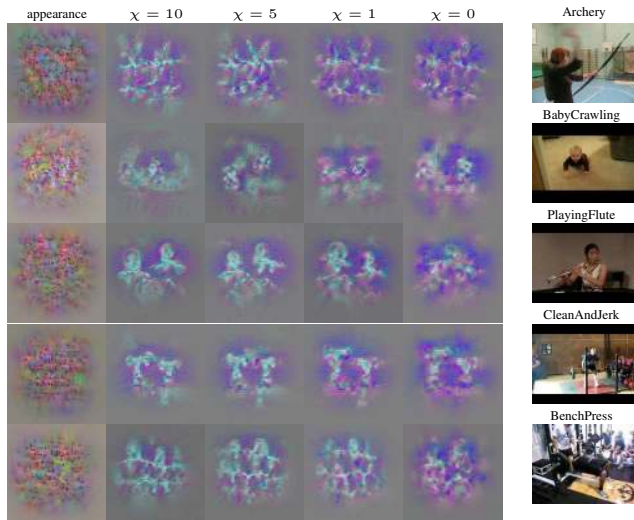 appearance χ = 10 χ = 5 χ = 1 χ = 0 Archery
BabyCrawling
PlayingFlute
CleanAndJerk
BenchPress